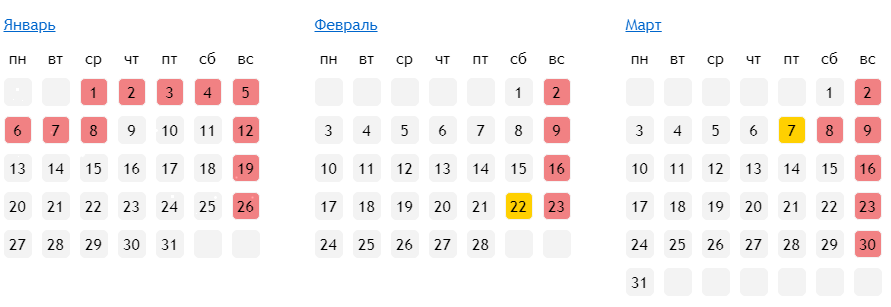 Январь
пн вт ср чт пт сб вс
1 2 3 4 5
6 7 8 9 10 11 12
13 14 15 16 17 18 19
20 21 22 23 24 25 26
27 28 29 30 31
Февраль
пн вт ср чт пт сб вс
1 2
3 4 5 6 7 8 9
10 11 12 13 14 15 16
17 18 19 20 21 22 23
24 25 26 27 28
Март
пн вт ср чт пт сб вс
1 2
3 4 5 6 7 8 9
10 11 12 13 14 15 16
17 18 19 20 21 22 23
24 25 26 27 28 29 30
31